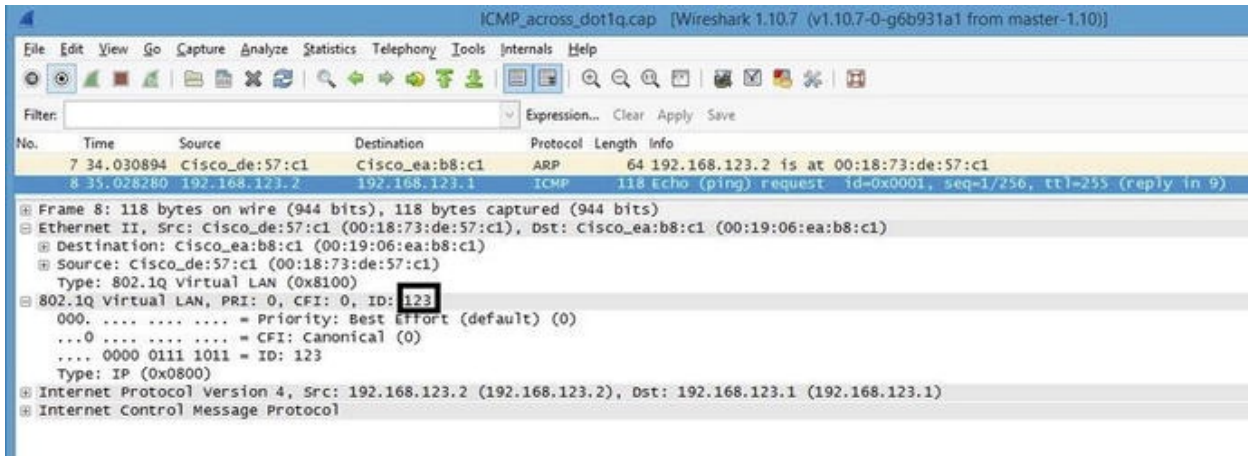 ICMP_across_dot1q.cap [Wireshark 1.10.7 (v1.10.7-0-g6b931a1 from master-1.10)]
File Edit View Go Capture Analyze Statistics Telephony Tools Internals Help
Filter: Expression... Clear Apply Save
No. Time Source Destination Protocol Length Info
7 34.030894 Cisco_de:57:c1 Cisco_ea:b8:c1 ARP 64 192.168.123.2 is at 00:18:73:de:57:c1
8 35.028280 192.168.123.2 192.168.123.1 ICMP 118 Echo (ping) request id=0x0001, seq=1/256, ttl=255 (reply in 9)
Frame 8: 118 bytes on wire (944 bits), 118 bytes captured (944 bits)
Ethernet II, Src: Cisco_de:57:c1 (00:18:73:de:57:c1), Dst: Cisco_ea:b8:c1 (00:19:06:ea:b8:c1)
Destination: Cisco_ea:b8:c1 (00:19:06:ea:b8:c1)
Source: Cisco_de:57:c1 (00:18:73:de:57:c1)
Type: 802.1Q Virtual LAN (0x8100)
802.1Q Virtual LAN, PRI: 0, CFI: 0, ID: 123
000. .... .... .... = Priority: Best Effort (default) (0)
...0 .... .... .... = CFI: Canonical (0)
.... 0000 0111 1011 = ID: 123
Type: IP (0x0800)
Internet Protocol Version 4, Src: 192.168.123.2 (192.168.123.2), Dst: 192.168.123.1 (192.168.123.1)
Internet Control Message Protocol